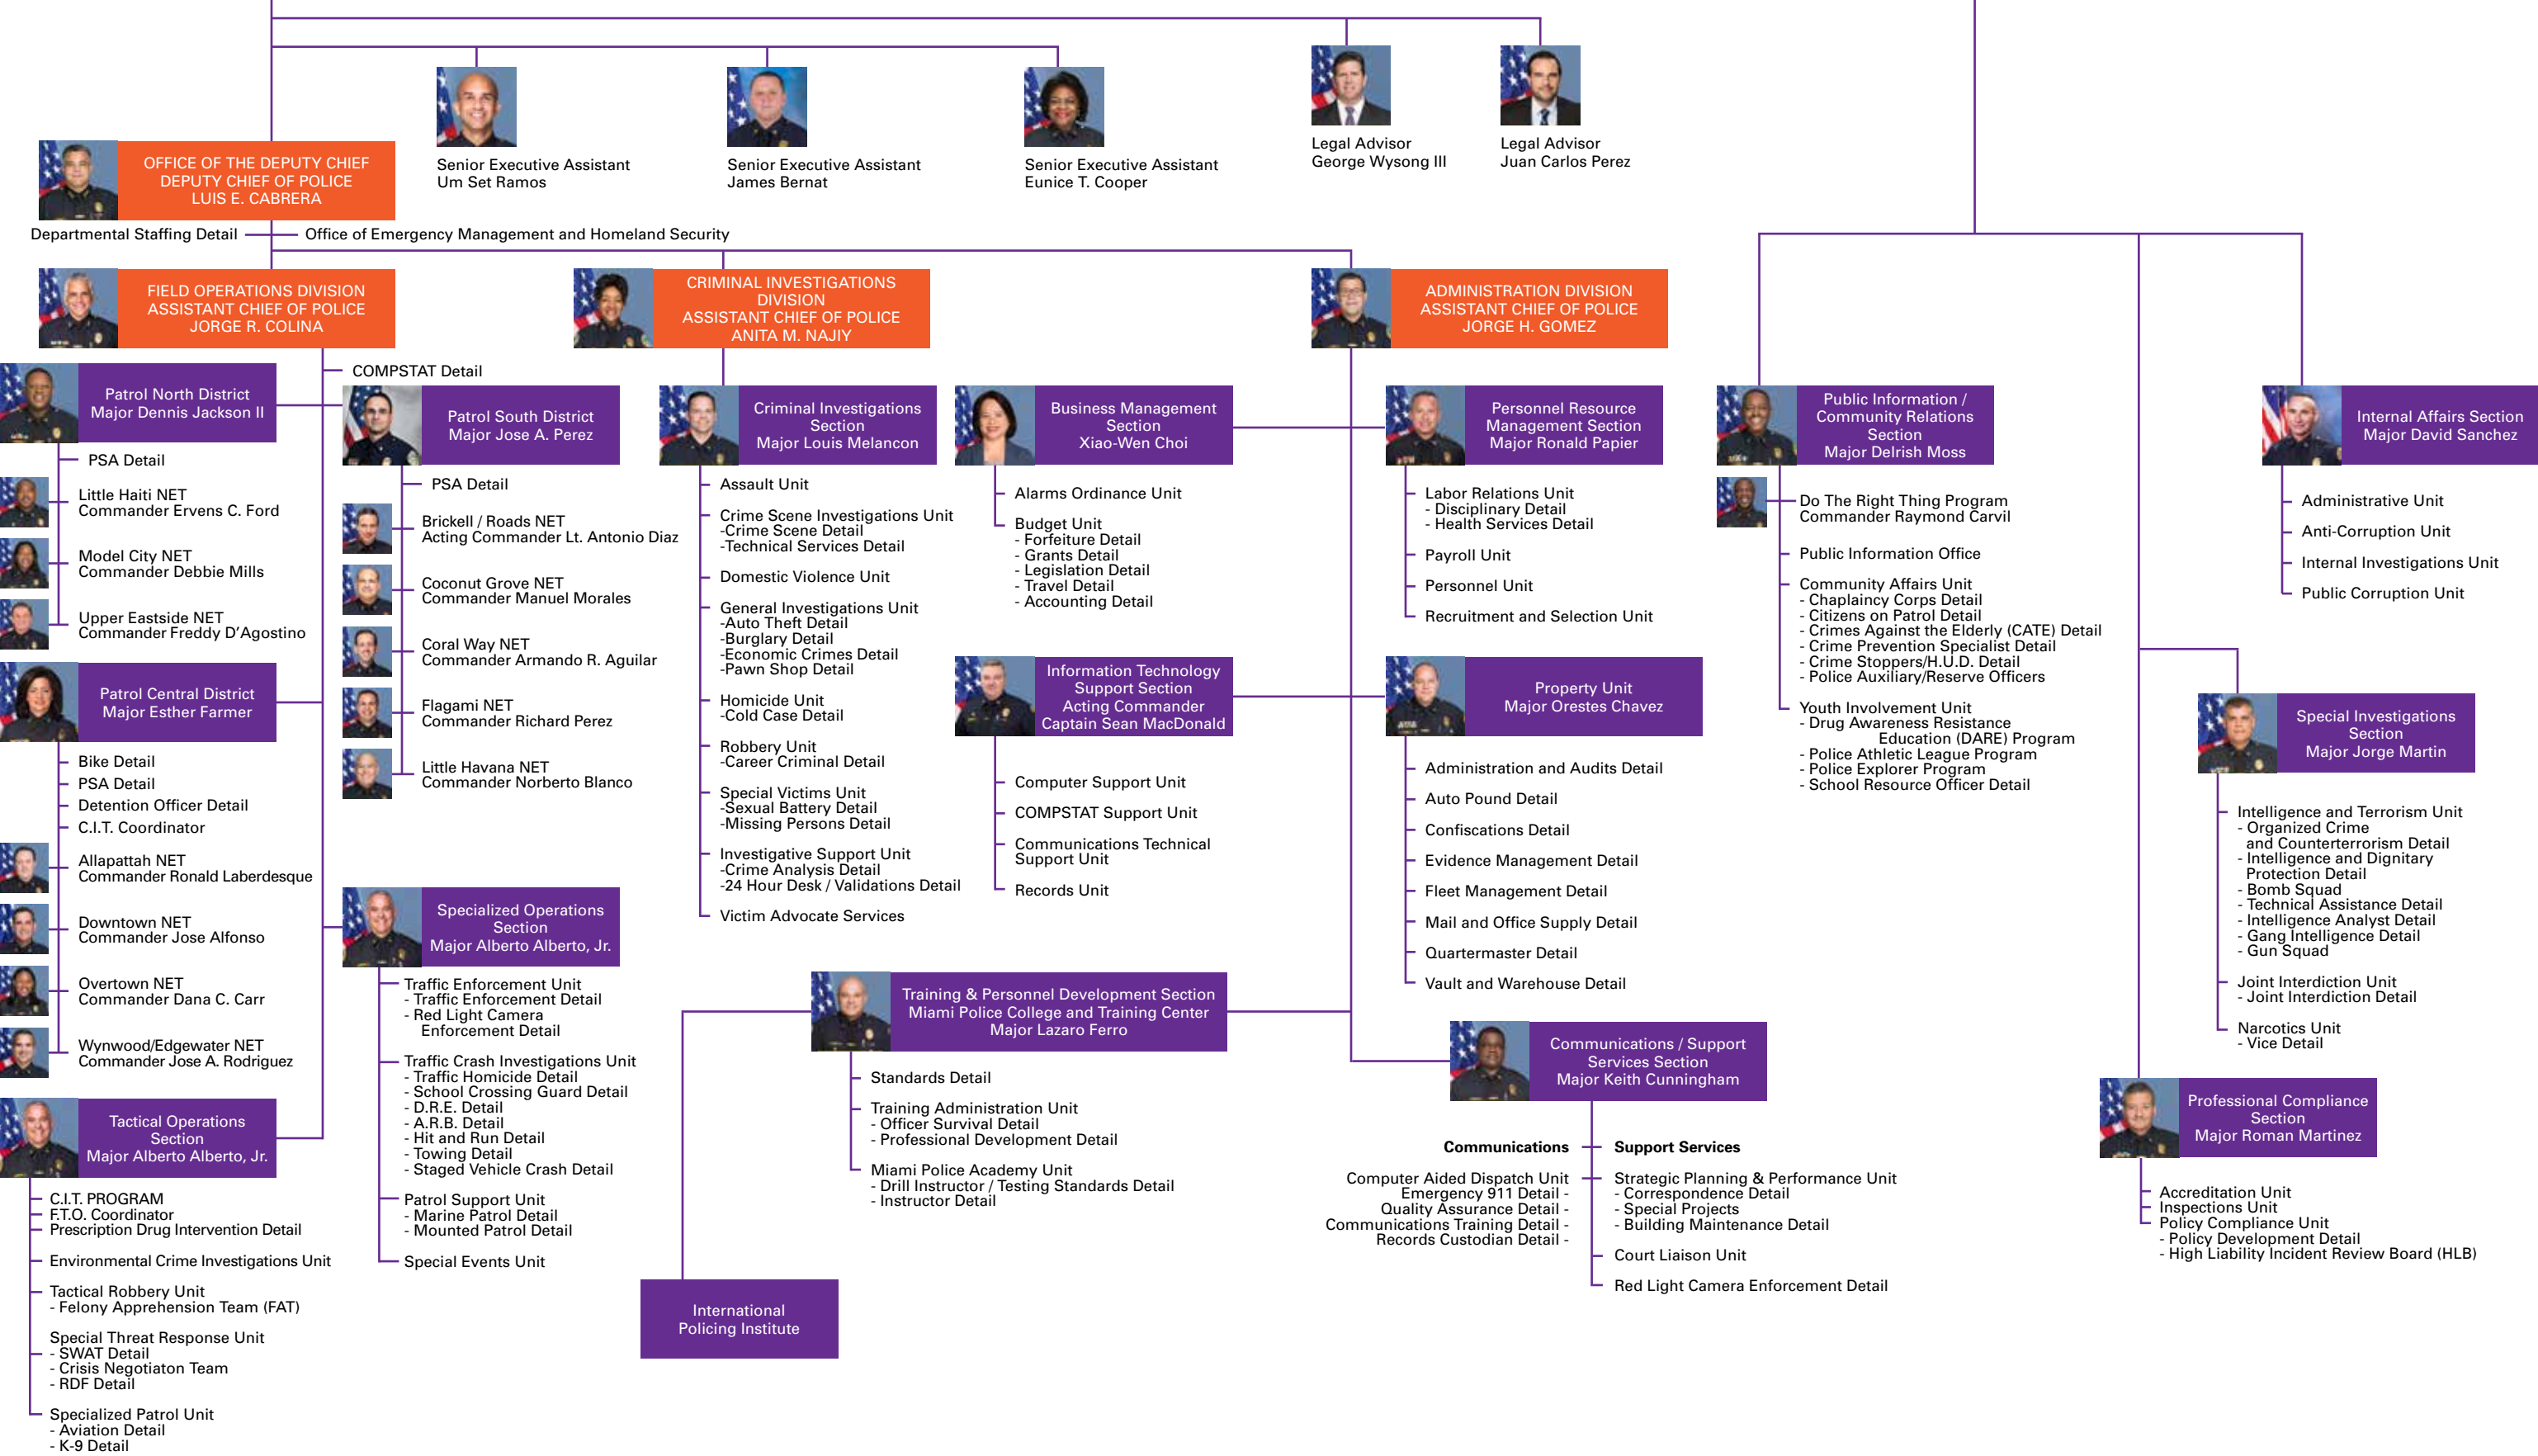 Senior Executive Assistant
Um Set Ramos
Senior Executive Assistant
James Bernat
Senior Executive Assistant
Eunice T. Cooper
Legal Advisor
George Wysong III
Legal Advisor
Juan Carlos Perez
OFFICE OF THE DEPUTY CHIEF
DEPUTY CHIEF OF POLICE
LUIS E. CABRERA
Departmental Staffing Detail
Office of Emergency Management and Homeland Security
FIELD OPERATIONS DIVISION
ASSISTANT CHIEF OF POLICE
JORGE R. COLINA
CRIMINAL INVESTIGATIONS
DIVISION
ASSISTANT CHIEF OF POLICE
ANITA M. NAJIY
ADMINISTRATION DIVISION
ASSISTANT CHIEF OF POLICE
JORGE H. GOMEZ
COMPSTAT Detail
Patrol North District
Major Dennis Jackson II
PSA Detail
Little Haiti NET
Commander Ervens C. Ford
Model City NET
Commander Debbie Mills
Upper Eastside NET
Commander Freddy D’Agostino
Patrol Central District
Major Esther Farmer
Bike Detail
PSA Detail
Detention Officer Detail
C.I.T. Coordinator
Allapattah NET
Commander Ronald Laberdesque
Downtown NET
Commander Jose Alfonso
Overtown NET
Commander Dana C. Carr
Wynwood/Edgewater NET
Commander Jose A. Rodriguez
Tactical Operations
Section
Major Alberto Alberto, Jr.
C.I.T. PROGRAM
F.T.O. Coordinator
Prescription Drug Intervention Detail
Environmental Crime Investigations Unit
Tactical Robbery Unit
- Felony Apprehension Team (FAT)
Special Threat Response Unit
- SWAT Detail
- Crisis Negotiaton Team
- RDF Detail
Specialized Patrol Unit
- Aviation Detail
- K-9 Detail
Patrol South District
Major Jose A. Perez
PSA Detail
Brickell / Roads NET
Acting Commander Lt. Antonio Diaz
Coconut Grove NET
Commander Manuel Morales
Coral Way NET
Commander Armando R. Aguilar
Flagami NET
Commander Richard Perez
Little Havana NET
Commander Norberto Blanco
Specialized Operations
Section
Major Alberto Alberto, Jr.
Traffic Enforcement Unit
- Traffic Enforcement Detail
- Red Light Camera
Enforcement Detail
Traffic Crash Investigations Unit
- Traffic Homicide Detail
- School Crossing Guard Detail
- D.R.E. Detail
- A.R.B. Detail
- Hit and Run Detail
- Towing Detail
- Staged Vehicle Crash Detail
Patrol Support Unit
- Marine Patrol Detail
- Mounted Patrol Detail
Special Events Unit
Criminal Investigations
Section
Major Louis Melancon
Assault Unit
Crime Scene Investigations Unit
-Crime Scene Detail
-Technical Services Detail
Domestic Violence Unit
General Investigations Unit
-Auto Theft Detail
-Burglary Detail
-Economic Crimes Detail
-Pawn Shop Detail
Homicide Unit
-Cold Case Detail
Robbery Unit
-Career Criminal Detail
Special Victims Unit
-Sexual Battery Detail
-Missing Persons Detail
Investigative Support Unit
-Crime Analysis Detail
-24 Hour Desk / Validations Detail
Victim Advocate Services
Business Management
Section
Xiao-Wen Choi
Alarms Ordinance Unit
Budget Unit
- Forfeiture Detail
- Grants Detail
- Legislation Detail
- Travel Detail
- Accounting Detail
Information Technology
Support Section
Acting Commander
Captain Sean MacDonald
Computer Support Unit
COMPSTAT Support Unit
Communications Technical
Support Unit
Records Unit
Training & Personnel Development Section
Miami Police College and Training Center
Major Lazaro Ferro
Standards Detail
Training Administration Unit
- Officer Survival Detail
- Professional Development Detail
Miami Police Academy Unit
- Drill Instructor / Testing Standards Detail
- Instructor Detail
International
Policing Institute
Personnel Resource
Management Section
Major Ronald Papier
Labor Relations Unit
- Disciplinary Detail
- Health Services Detail
Payroll Unit
Personnel Unit
Recruitment and Selection Unit
Property Unit
Major Orestes Chavez
Administration and Audits Detail
Auto Pound Detail
Confiscations Detail
Evidence Management Detail
Fleet Management Detail
Mail and Office Supply Detail
Quartermaster Detail
Vault and Warehouse Detail
Communications / Support
Services Section
Major Keith Cunningham
Communications
Computer Aided Dispatch Unit
Emergency 911 Detail -
Quality Assurance Detail -
Communications Training Detail -
Records Custodian Detail -
Support Services
Strategic Planning & Performance Unit
- Correspondence Detail
- Special Projects
- Building Maintenance Detail
Court Liaison Unit
Red Light Camera Enforcement Detail
Public Information /
Community Relations
Section
Major Delrish Moss
Do The Right Thing Program
Commander Raymond Carvil
Public Information Office
Community Affairs Unit
- Chaplaincy Corps Detail
- Citizens on Patrol Detail
- Crimes Against the Elderly (CATE) Detail
- Crime Prevention Specialist Detail
- Crime Stoppers/H.U.D. Detail
- Police Auxiliary/Reserve Officers
Youth Involvement Unit
- Drug Awareness Resistance
Education (DARE) Program
- Police Athletic League Program
- Police Explorer Program
- School Resource Officer Detail
Internal Affairs Section
Major David Sanchez
Administrative Unit
Anti-Corruption Unit
Internal Investigations Unit
Public Corruption Unit
Special Investigations
Section
Major Jorge Martin
Intelligence and Terrorism Unit
- Organized Crime
and Counterterrorism Detail
- Intelligence and Dignitary
Protection Detail
- Bomb Squad
- Technical Assistance Detail
- Intelligence Analyst Detail
- Gang Intelligence Detail
- Gun Squad
Joint Interdiction Unit
- Joint Interdiction Detail
Narcotics Unit
- Vice Detail
Professional Compliance
Section
Major Roman Martinez
Accreditation Unit
Inspections Unit
Policy Compliance Unit
- Policy Development Detail
- High Liability Incident Review Board (HLB)